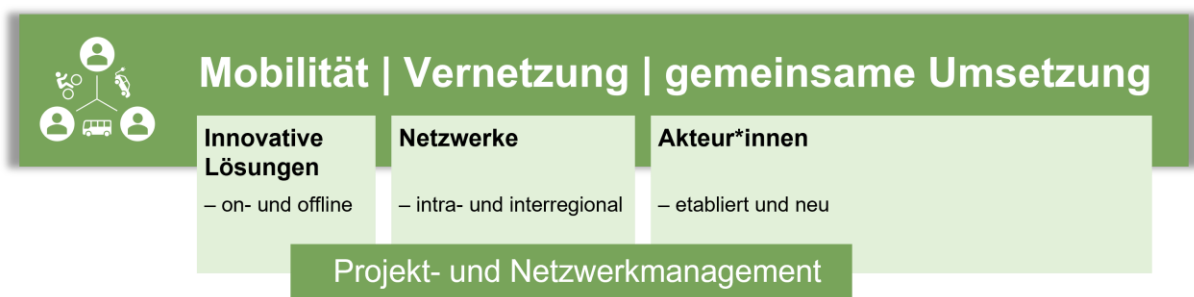 Mobilität | Vernetzung | gemeinsame Umsetzung
Innovative
Lösungen
– on- und offline
Netzwerke
– intra- und interregional
Akteur*innen
– etabliert und neu
Projekt- und Netzwerkmanagement